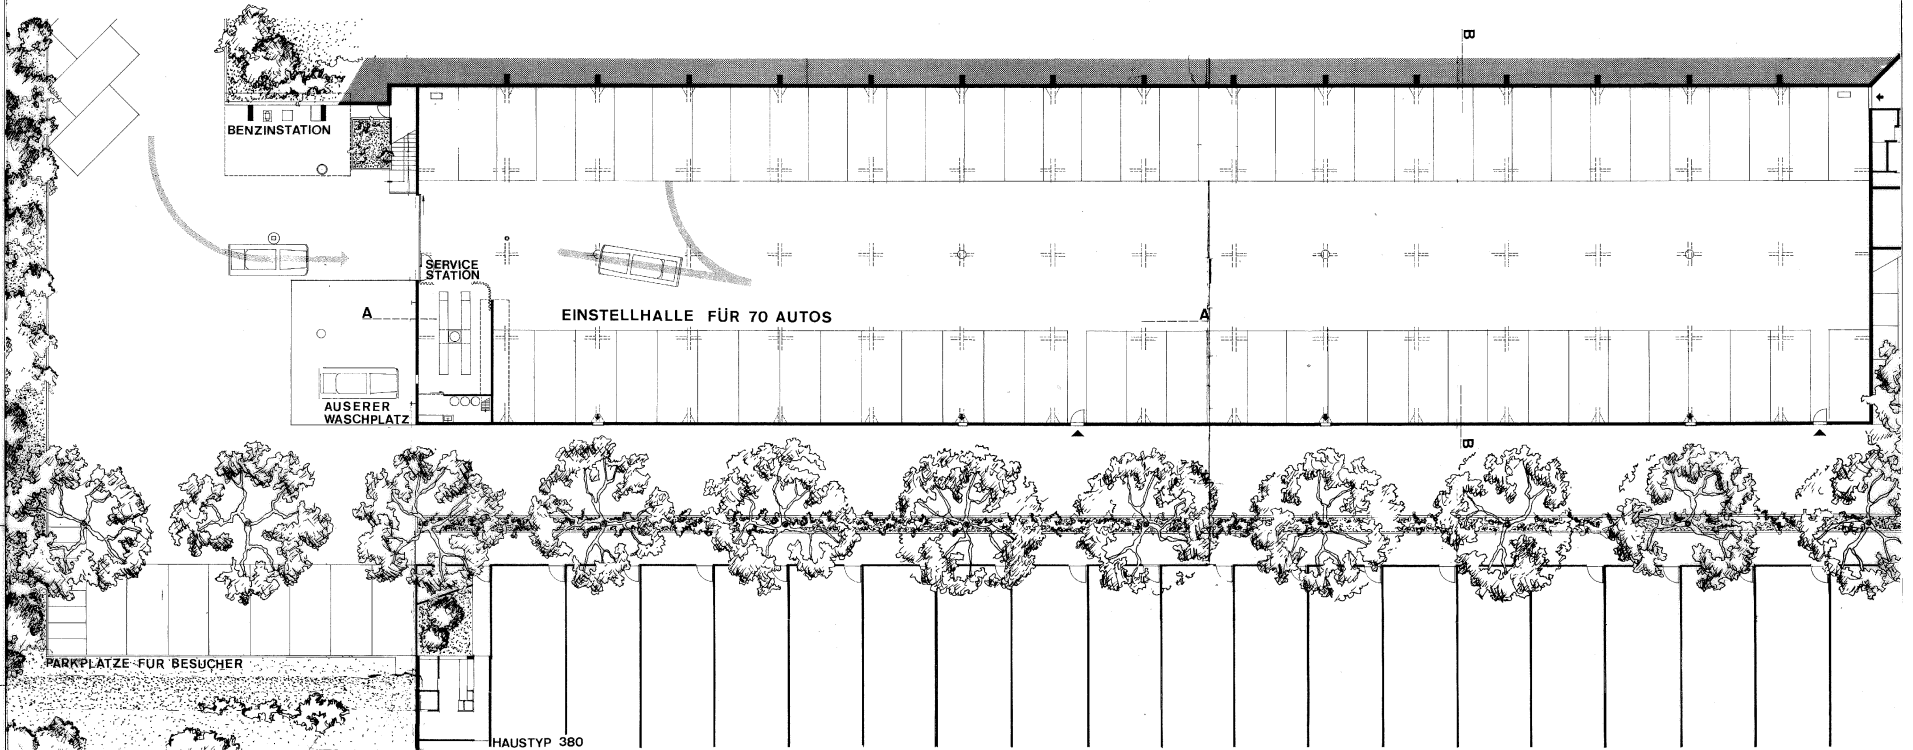 B
BENZINSTATION
SERVICE
STATION
A
EINSTELLHALLE FÜR 70 AUTOS
A
AUSERER
WASCHPLATZ
B
PARKPLATZE FUR BESUCHER
HAUSTYP 380